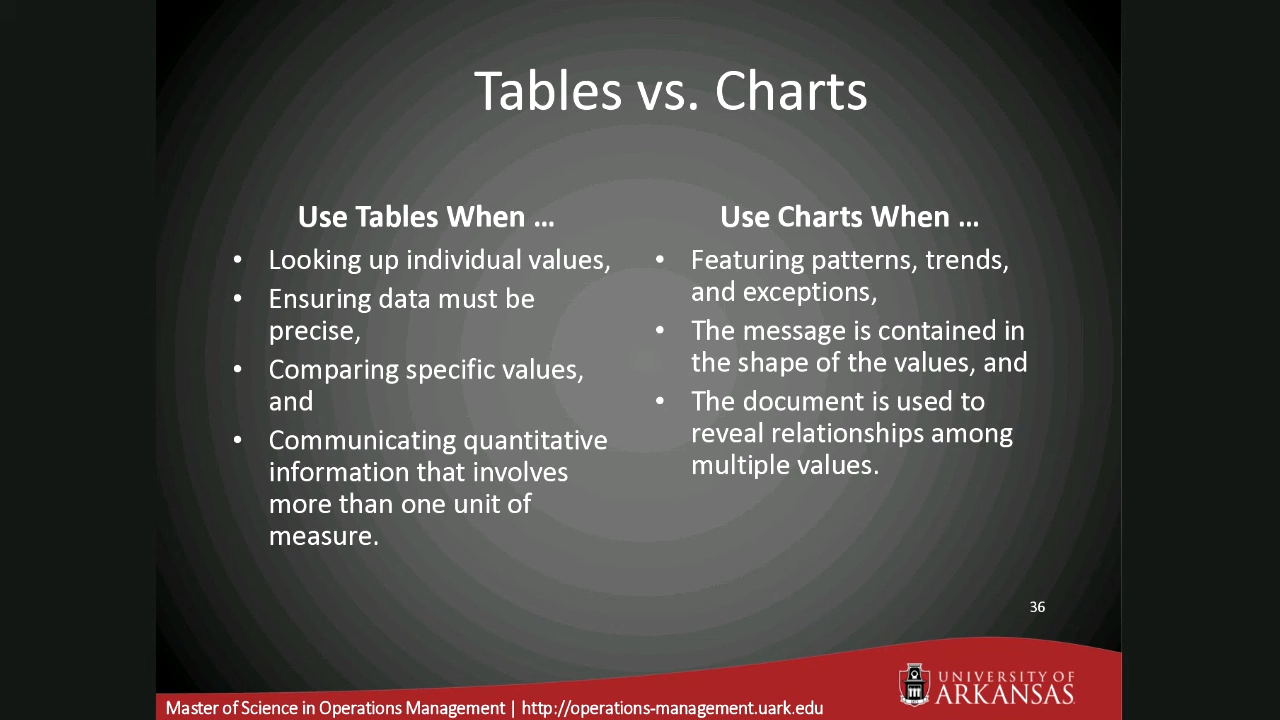 Tables vs. Charts
Use Tables When …
• Looking up individual values,
• Ensuring data must be
precise,
• Comparing specific values,
and
• Communicating quantitative
information that involves
more than one unit of
measure.
Use Charts When …
• Featuring patterns, trends,
and exceptions,
• The message is contained in
the shape of the values, and
• The document is used to
reveal relationships among
multiple values.
36
Master of Science in Operations Management | http://operations-management.uark.edu
UNIVERSITY OF
ARKANSAS